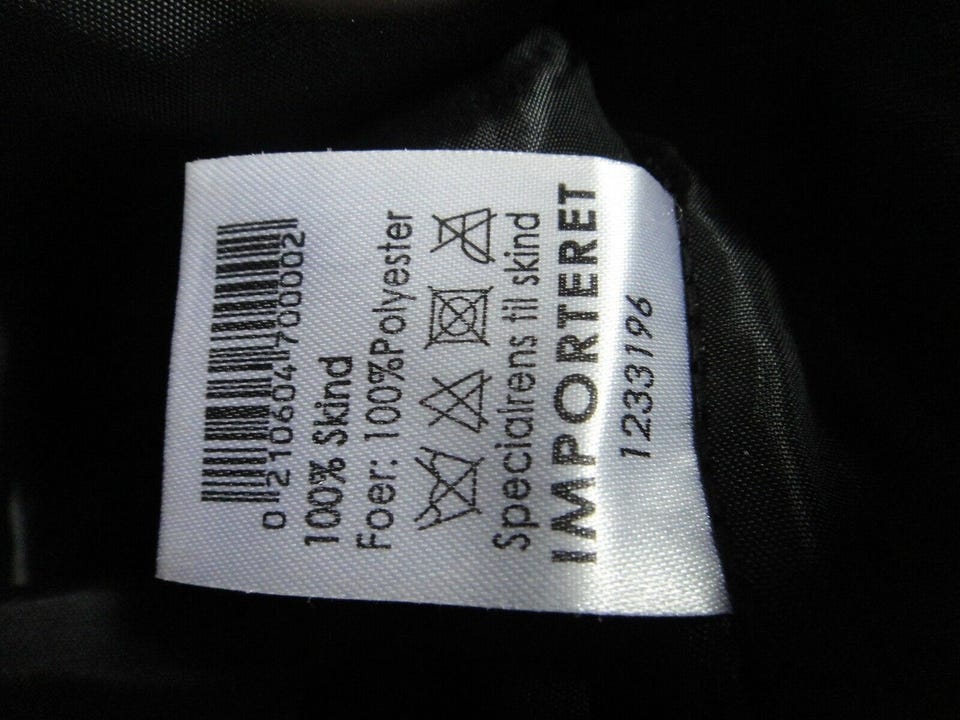 0 210604 700002
100% Skind
Foer: 100%Polyester
Specialrens til skind
IMPORTERET
1233196